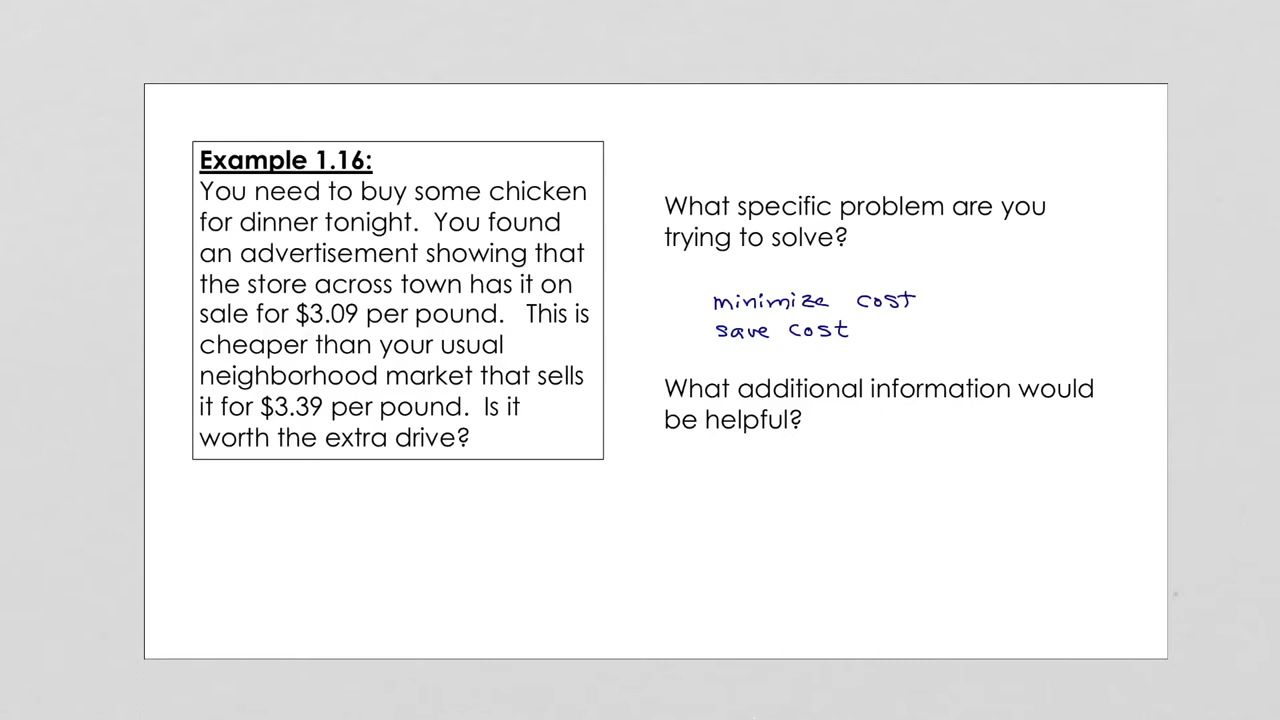 Example 1.16:
You need to buy some chicken
for dinner tonight. You found
an advertisement showing that
the store across town has it on
sale for $3.09 per pound. This is
cheaper than your usual
neighborhood market that sells
it for $3.39 per pound. Is it
worth the extra drive?
What specific problem are you
trying to solve?
minimize cost
save cost
What additional information would
be helpful?